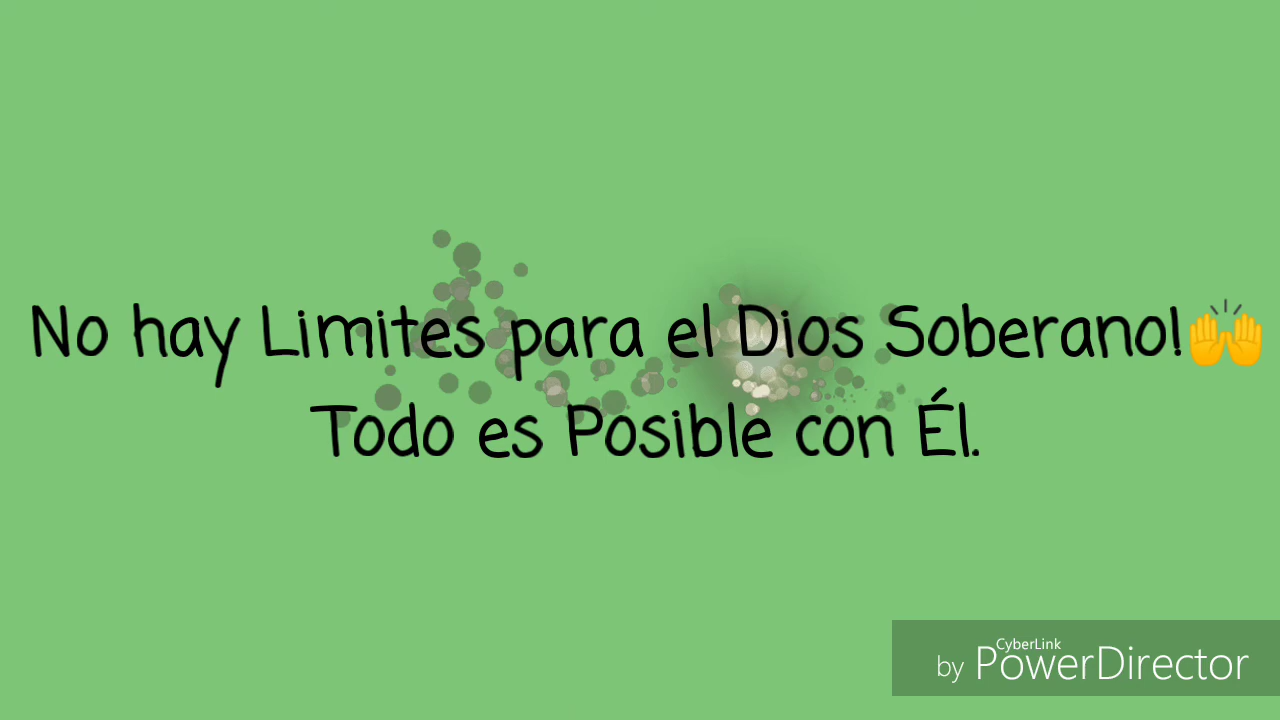 No hay Limites para el Dios Soberano!🙌
Todo es Posible con Él.
CyberLink
by PowerDirector